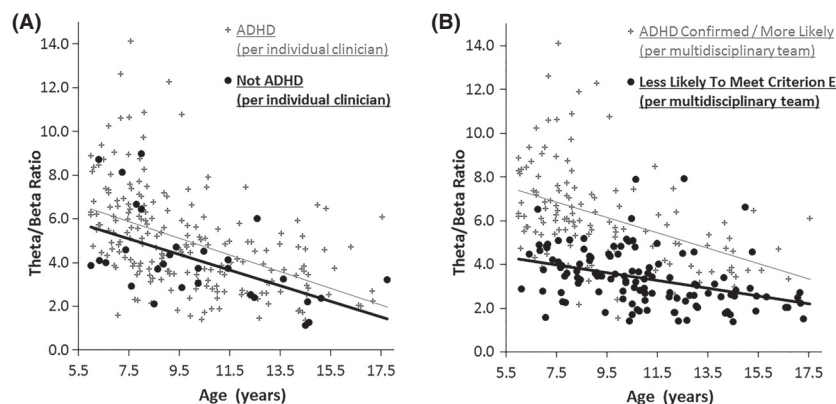 (A)
ADHD
(per individual clinician)
Not ADHD
(per individual clinician)
Theta/Beta Ratio
14.0
12.0
10.0
8.0
6.0
4.0
2.0
0.0
5.5 7.5 9.5 11.5 13.5 15.5 17.5
Age (years)
(B)
ADHD Confirmed / More Likely
(per multidisciplinary team)
Less Likely To Meet Criterion E
(per multidisciplinary team)
Theta/Beta Ratio
14.0
12.0
10.0
8.0
6.0
4.0
2.0
0.0
5.5 7.5 9.5 11.5 13.5 15.5 17.5
Age (years)